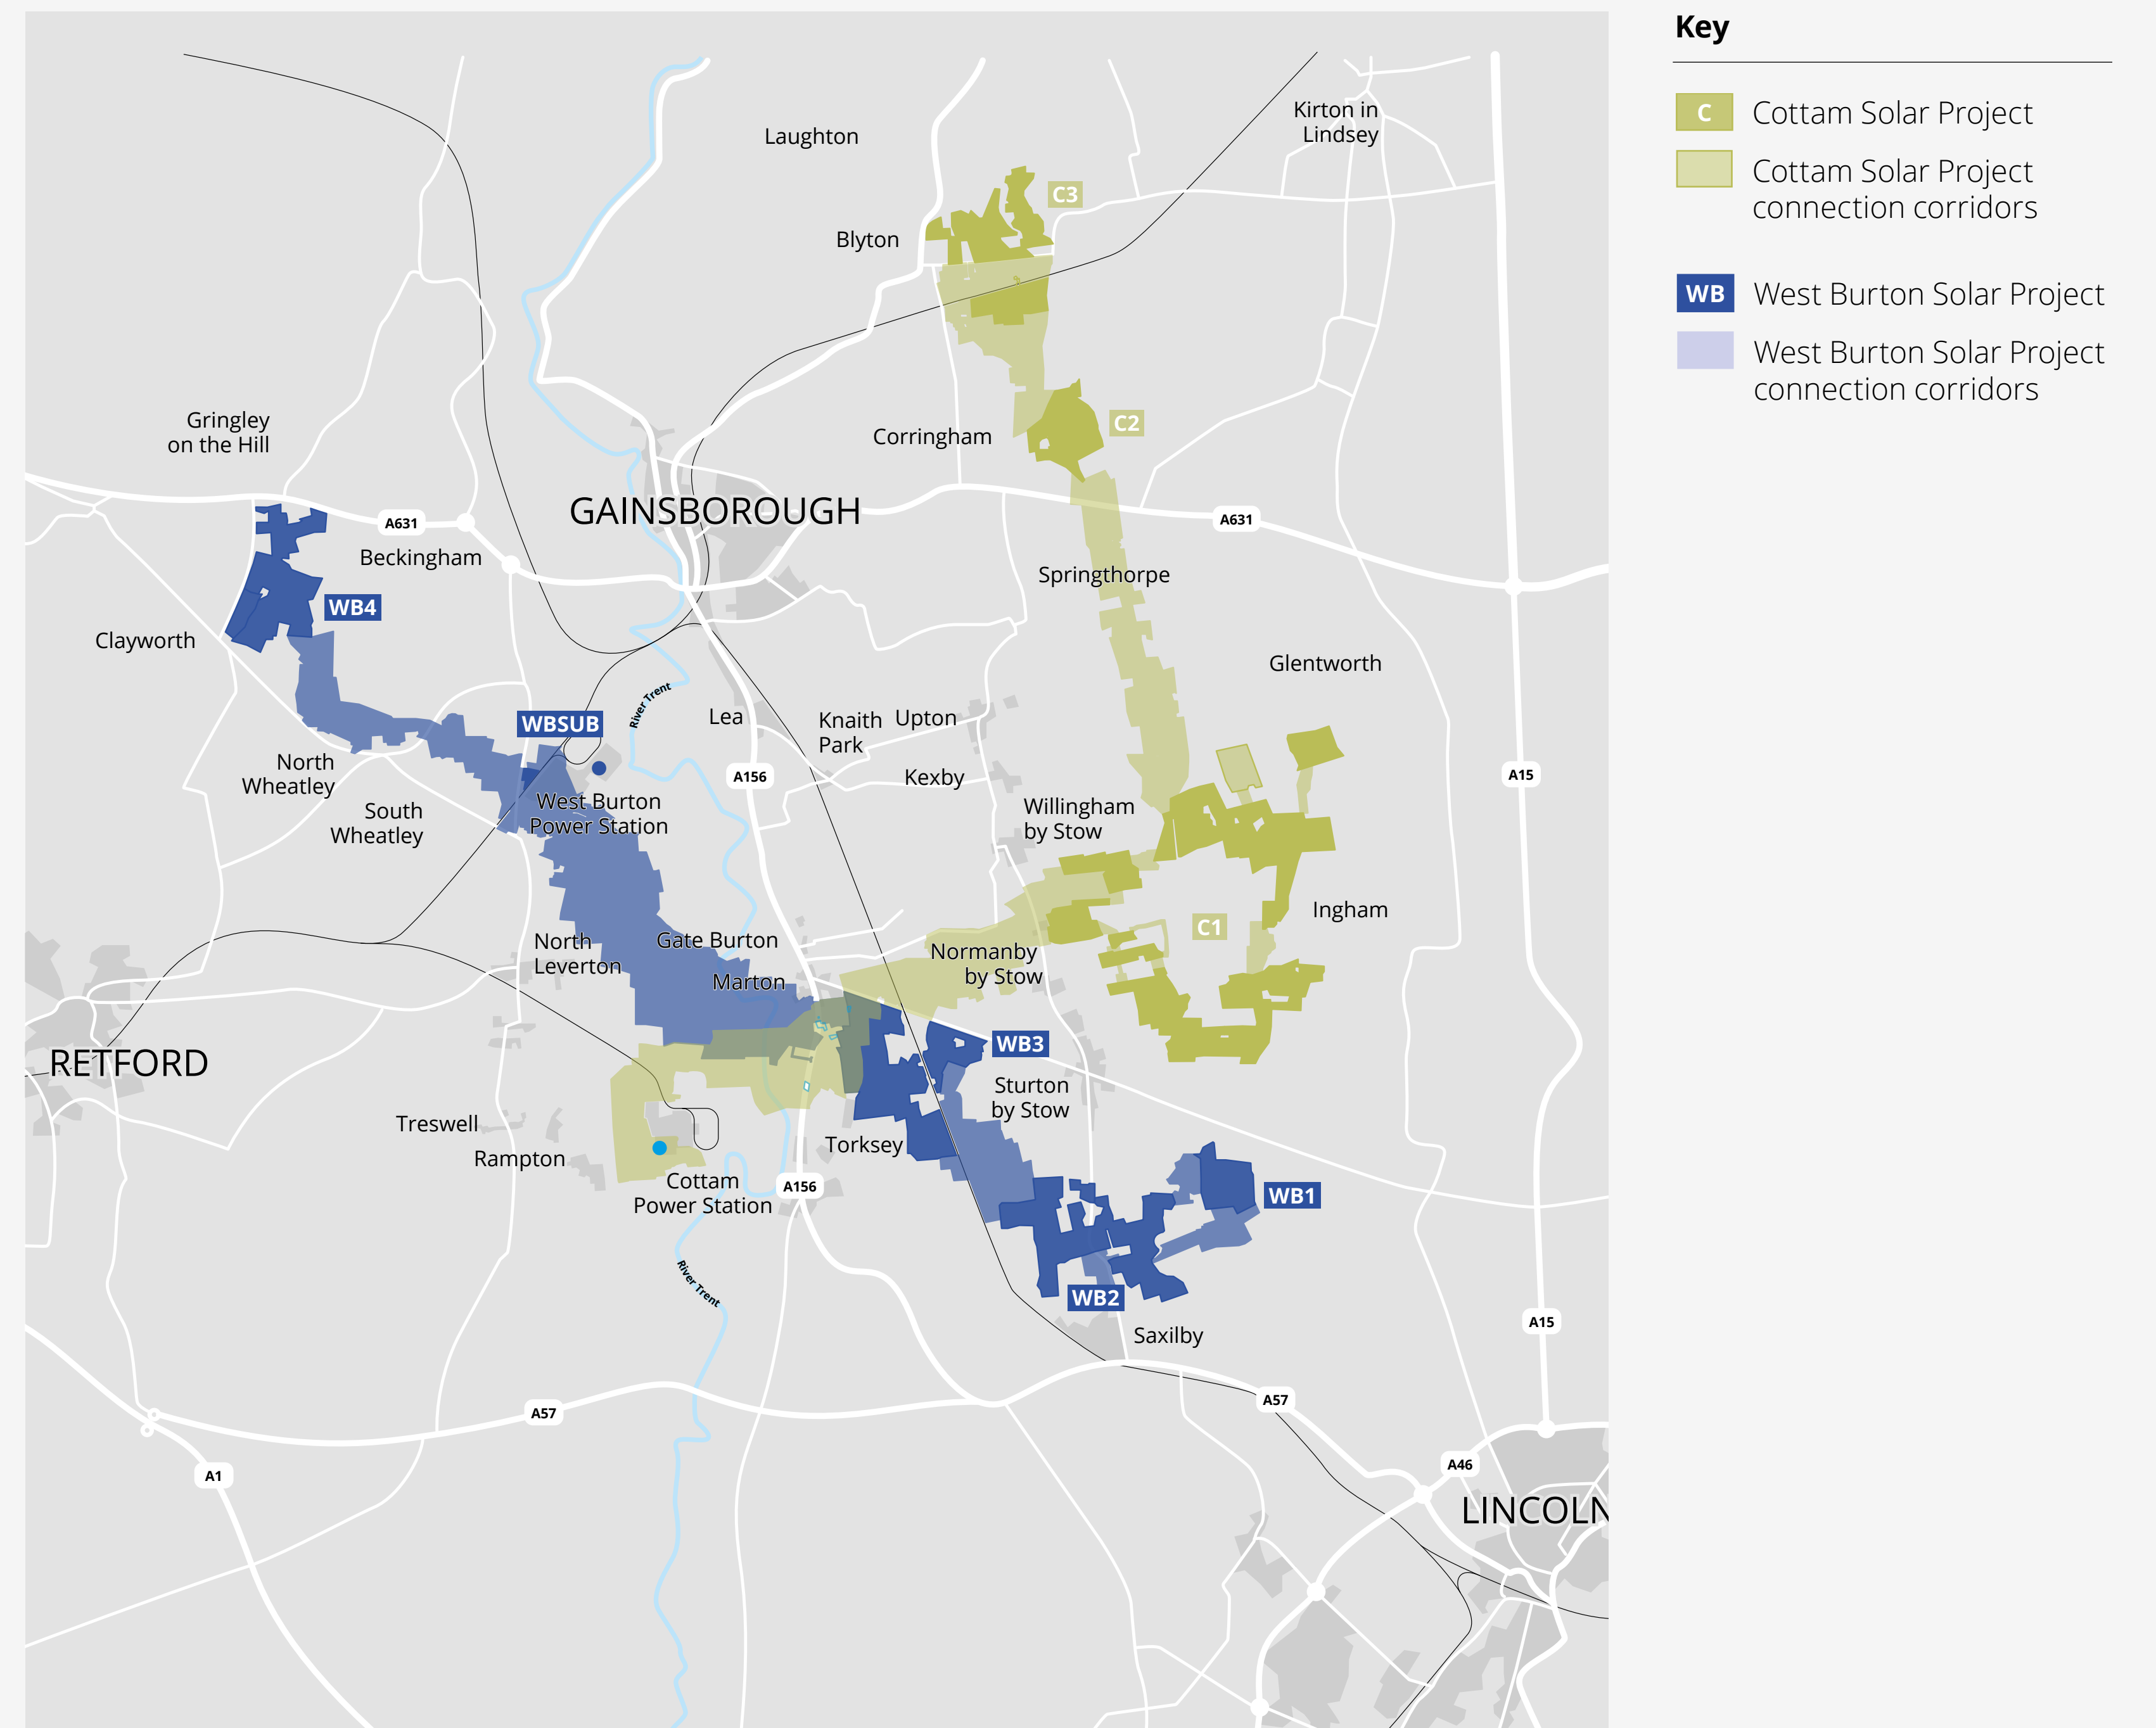 Key
C
Cottam Solar Project
Cottam Solar Project
connection corridors
WB
West Burton Solar Project
West Burton Solar Project
connection corridors
Kirton in
Lindsey
Laughton
C3
Blyton
Gringley
on the Hill
C2
Corringham
GAINSBOROUGH
A631
A631
Beckingham
Springthorpe
WB4
Clayworth
Glentworth
River Trent
WBSUB
Lea
Knaith
Park
Upton
North
Wheatley
A156
Kexby
A15
South
Wheatley
West Burton
Power Station
Willingham
by Stow
Ingham
C1
North
Leverton
Gate Burton
Marton
Normanby
by Stow
RETFORD
WB3
Sturton
by Stow
Treswell
Rampton
Torksey
Cottam
Power Station
A156
WB1
River Trent
WB2
Saxilby
A15
A57
A57
A1
A46
LINCOLN